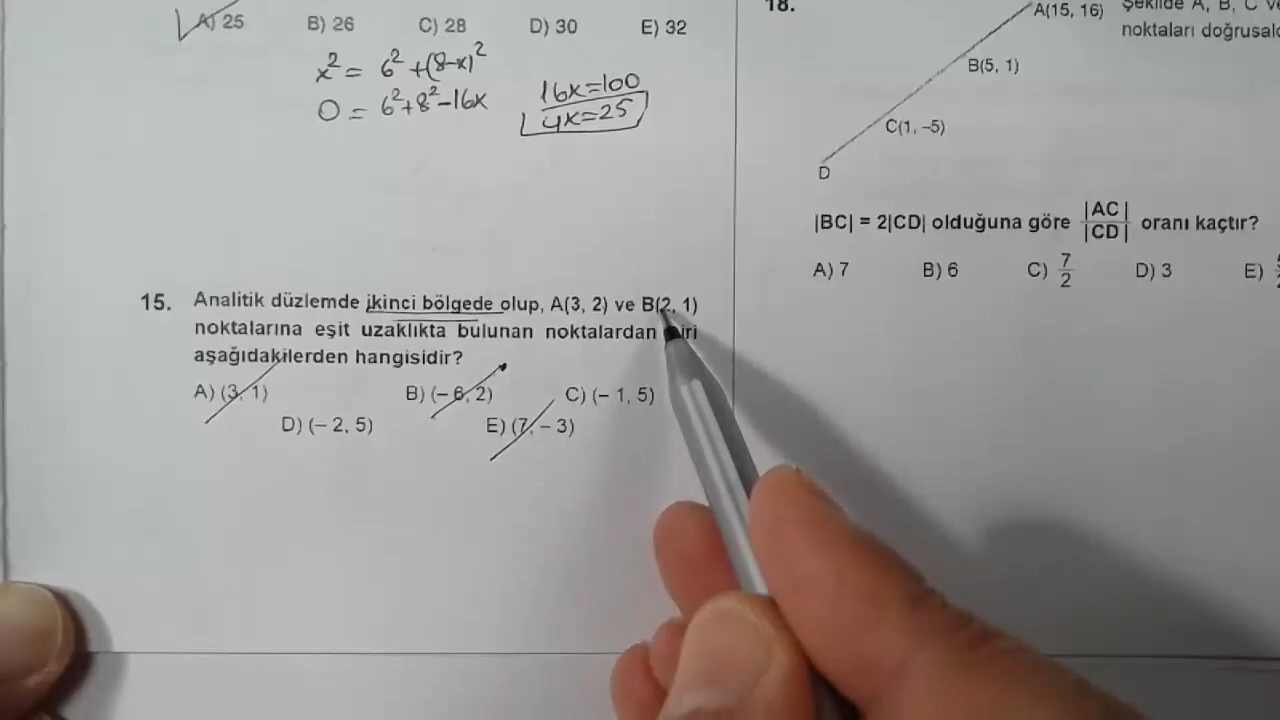 A) 25 B) 26 C) 28 D) 30 E) 32
x² = 6² + (8-x)²
0 = 6² + 8² - 16x
16x = 100
4x = 25
15. Analitik düzlemde ikinci bölgede olup, A(3, 2) ve B(2, 1)
noktalarına eşit uzaklıkta bulunan noktalardan
aşağıdakilerden hangisidir?
A) (3, 1) B) (– 6, 2) C) (– 1, 5)
D) (– 2, 5) E) (7, – 3)
18.
A(15, 16)
B(5, 1)
C(1, –5)
D
Şekilde A, B, C
noktaları
|BC| = 2|CD| olduğuna göre |AC| / |CD| oranı kaçtır?
A) 7 B) 6 C) 7/2 D) 3 E)